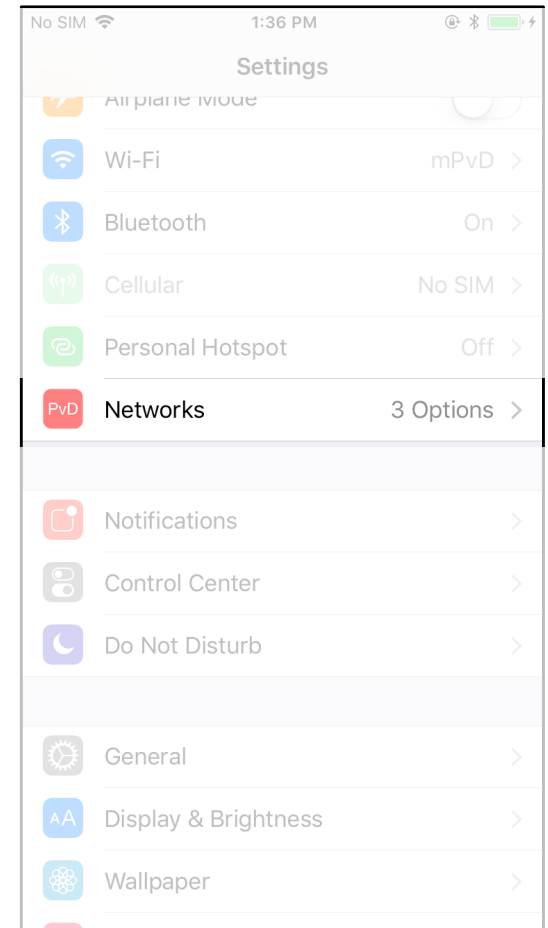 No SIM 1:36 PM
Settings
Airplane Mode
Wi-Fi mPvD
Bluetooth On
Cellular No SIM
Personal Hotspot Off
PvD Networks 3 Options
Notifications
Control Center
Do Not Disturb
General
AA Display & Brightness
Wallpaper